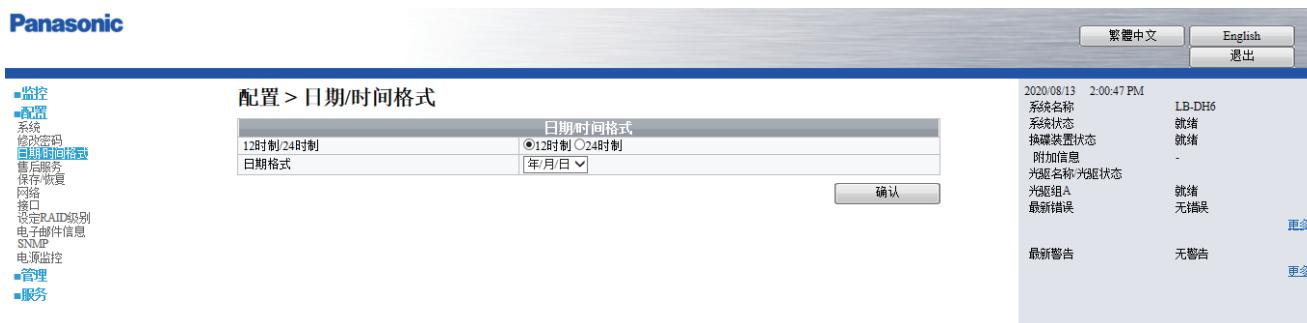 Panasonic
繁體中文
English
退出
■监控
■配置
系统
修改密码
日期/时间格式
售后服务
保存/恢复
网络
接口
设定RAID级别
电子邮件信息
SNMP
电源监控
■管理
■服务
配置 > 日期/时间格式
日期/时间格式
12时制/24时制 12时制 24时制
日期格式 年/月/日
确认
2020/08/13 2:00:47 PM
系统名称 LB-DH6
系统状态 就绪
换碟装置状态 就绪
附加信息 -
光驱名称/光驱状态
光驱组A 就绪
最新错误 无错误
更多
最新警告 无警告
更多